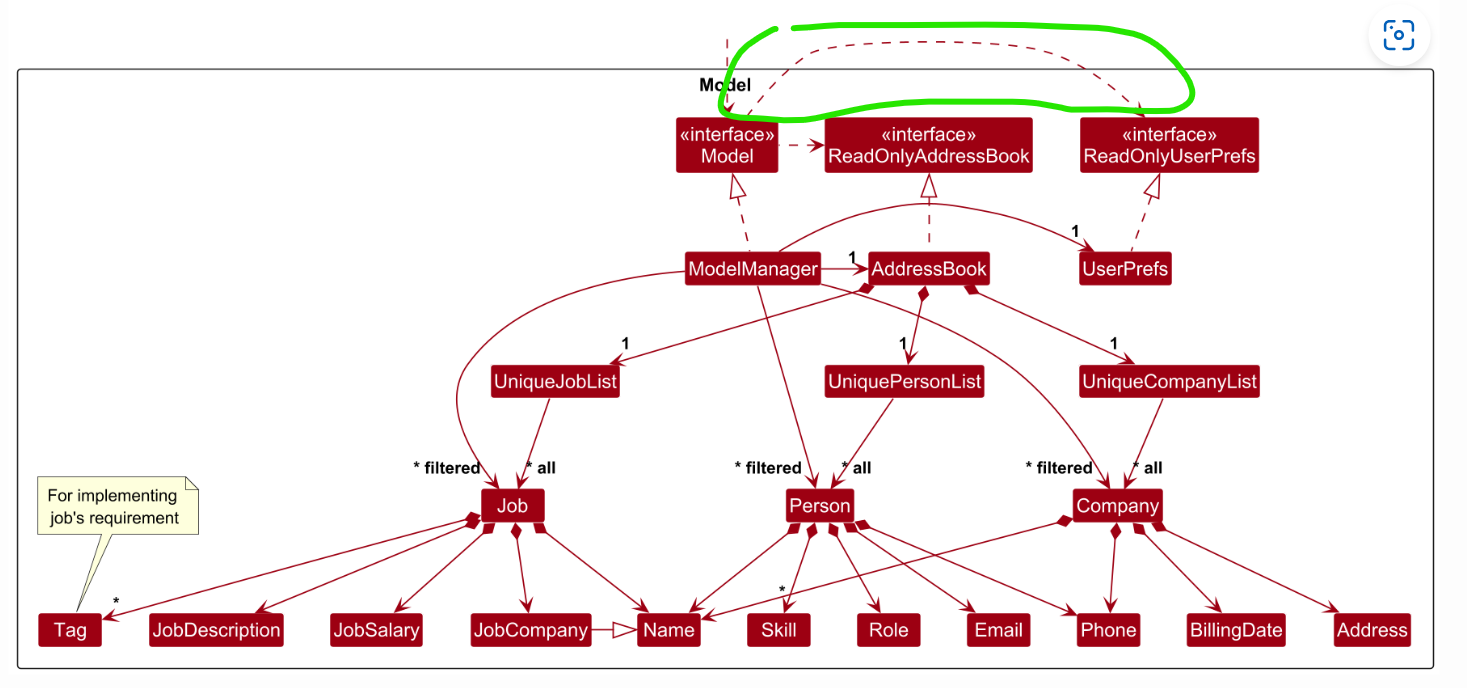 Model
«interface»
Model
«interface»
ReadOnlyAddressBook
«interface»
ReadOnlyUserPrefs
1
ModelManager
1
AddressBook
UserPrefs
1
1
1
UniqueJobList
UniquePersonList
UniqueCompanyList
* filtered
* all
* filtered
* all
* filtered
* all
For implementing
job's requirement
Job
Person
Company
*
*
Tag
JobDescription
JobSalary
JobCompany
Name
Skill
Role
Email
Phone
BillingDate
Address